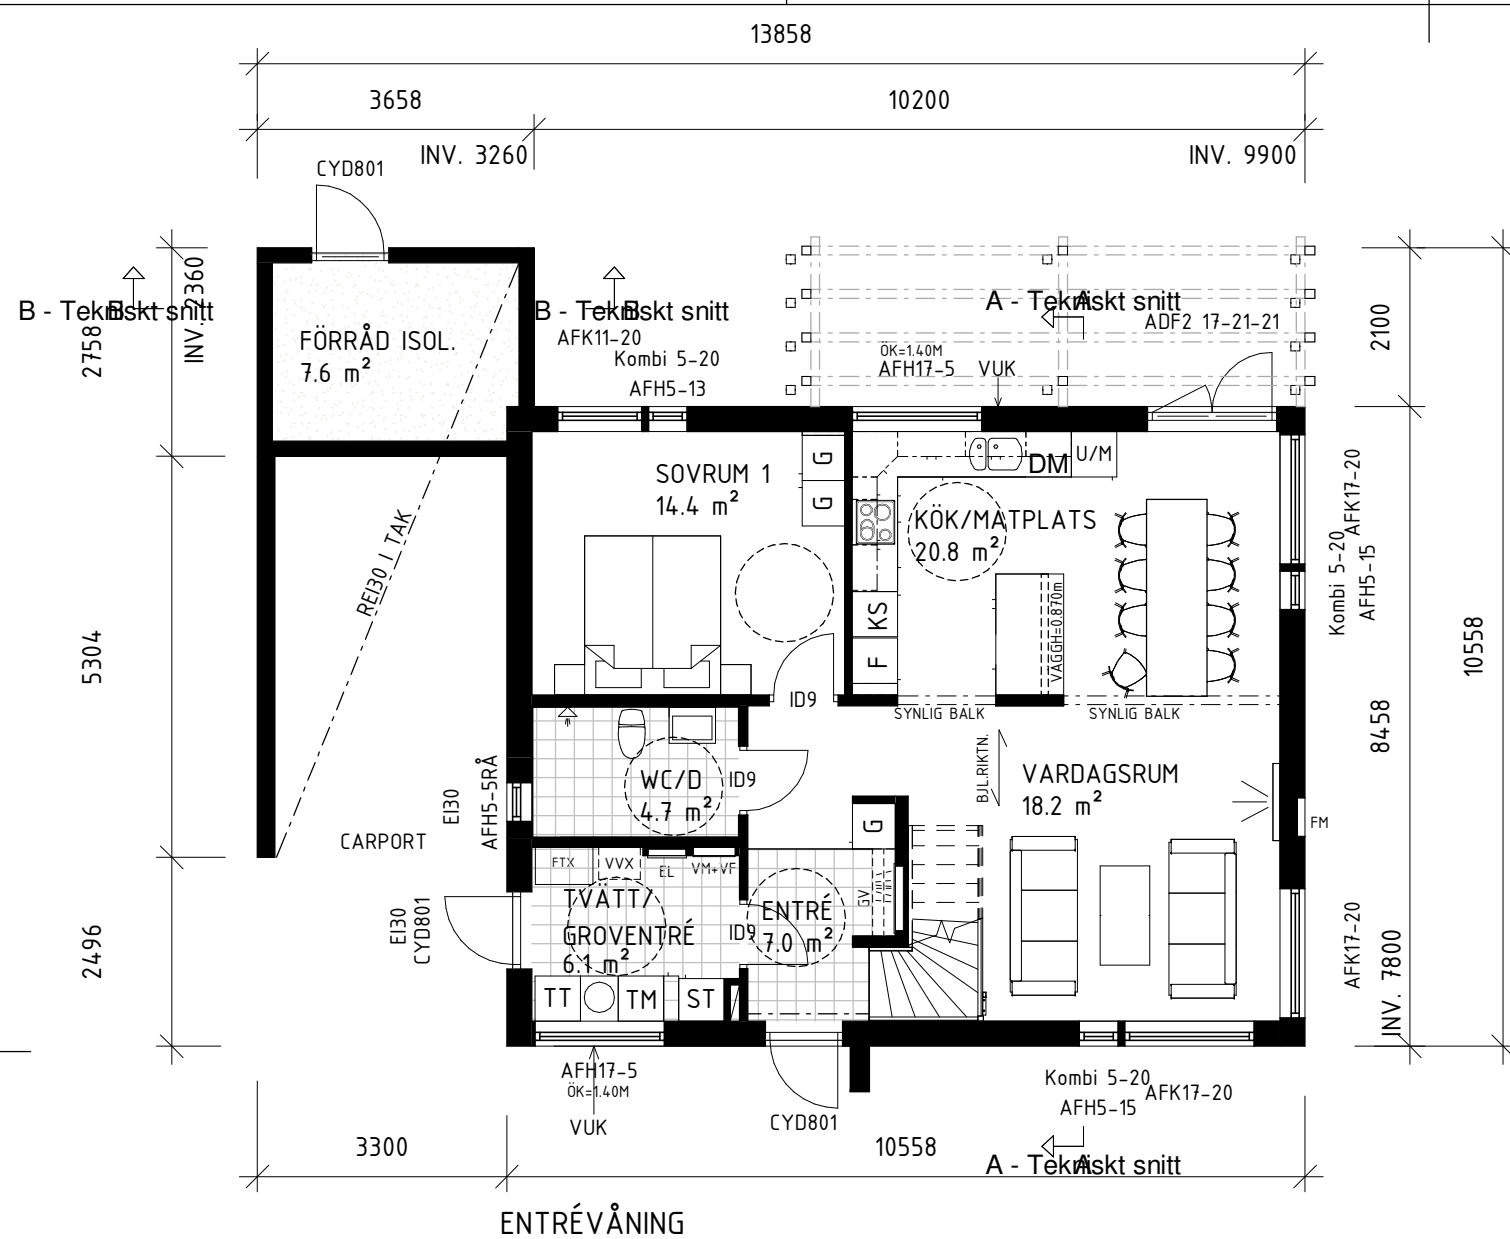 13858
3658
10200
INV. 3260
INV. 9900
CYD801
INV. 2360
2758
B - Tekniskt snitt
B
B - Tekniskt snitt
B
AFK11-20
Kombi 5-20
AFH5-13
A - Tekniskt snitt
A
ADF2 17-21-21
2100
ÖK=1.40M
AFH17-5
VUK
FÖRRÅD ISOL.
7.6 m²
SOVRUM 1
14.4 m²
G
G
DM
U/M
KÖK/MATPLATS
20.8 m²
AFK17-20
Kombi 5-20
AFH5-15
REI30 I TAK
KS
F
VÄGGH=0.870m
5304
10558
ID9
SYNLIG BALK
SYNLIG BALK
8458
BJL.RIKTN.
VARDAGSRUM
18.2 m²
WC/D
4.7 m²
ID9
EI30
AFH5-5RÅ
CARPORT
G
FM
FTX
VVX
EL
VM+VF
GV
TVÄTT/
GROVENTRÉ
6.1 m²
ID9
ENTRÉ
7.0 m²
EI30
CYD801
2496
AFK17-20
INV. 7800
TT
TM
ST
AFH17-5
ÖK=1.40M
VUK
CYD801
Kombi 5-20
AFH5-15
AFK17-20
3300
10558
A - Tekniskt snitt
A
ENTRÉVÅNING